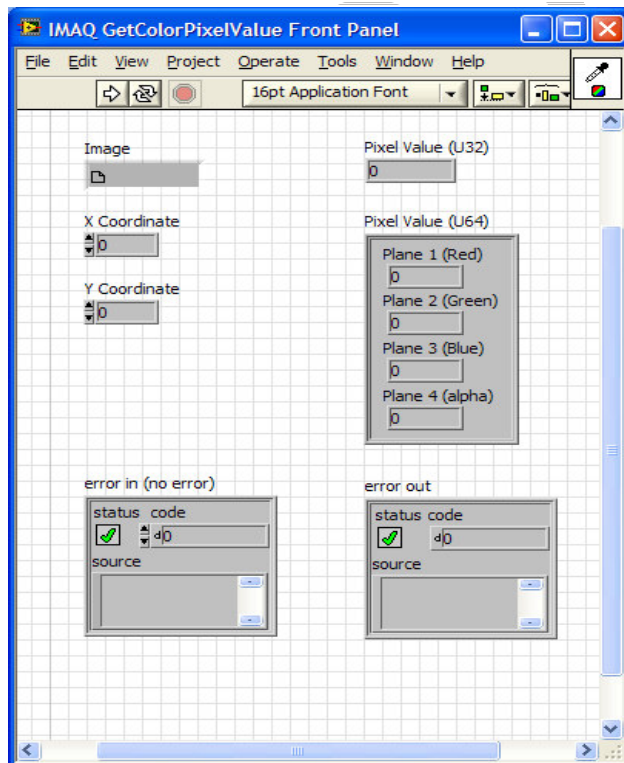 IMAQ GetColorPixelValue Front Panel
File Edit View Project Operate Tools Window Help
16pt Application Font
Image
Pixel Value (U32)
0
X Coordinate
0
Pixel Value (U64)
Plane 1 (Red)
0
Y Coordinate
0
Plane 2 (Green)
0
Plane 3 (Blue)
0
Plane 4 (alpha)
0
error in (no error)
status code
d0
source
error out
status code
d0
source